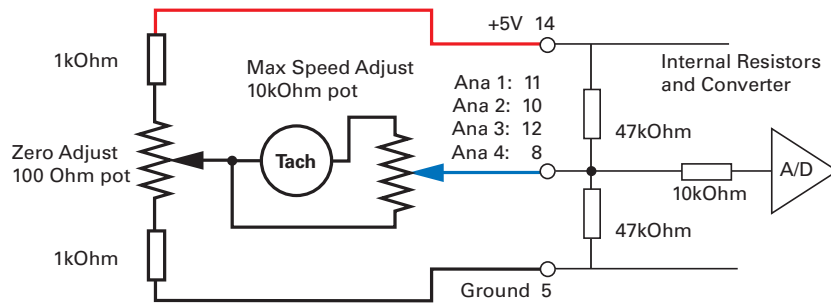 +5V 14
1kOhm
Max Speed Adjust
10kOhm pot
Internal Resistors
and Converter
Ana 1: 11
Ana 2: 10
Ana 3: 12
Ana 4: 8
47kOhm
Zero Adjust
100 Ohm pot
Tach
A/D
10kOhm
47kOhm
1kOhm
Ground 5